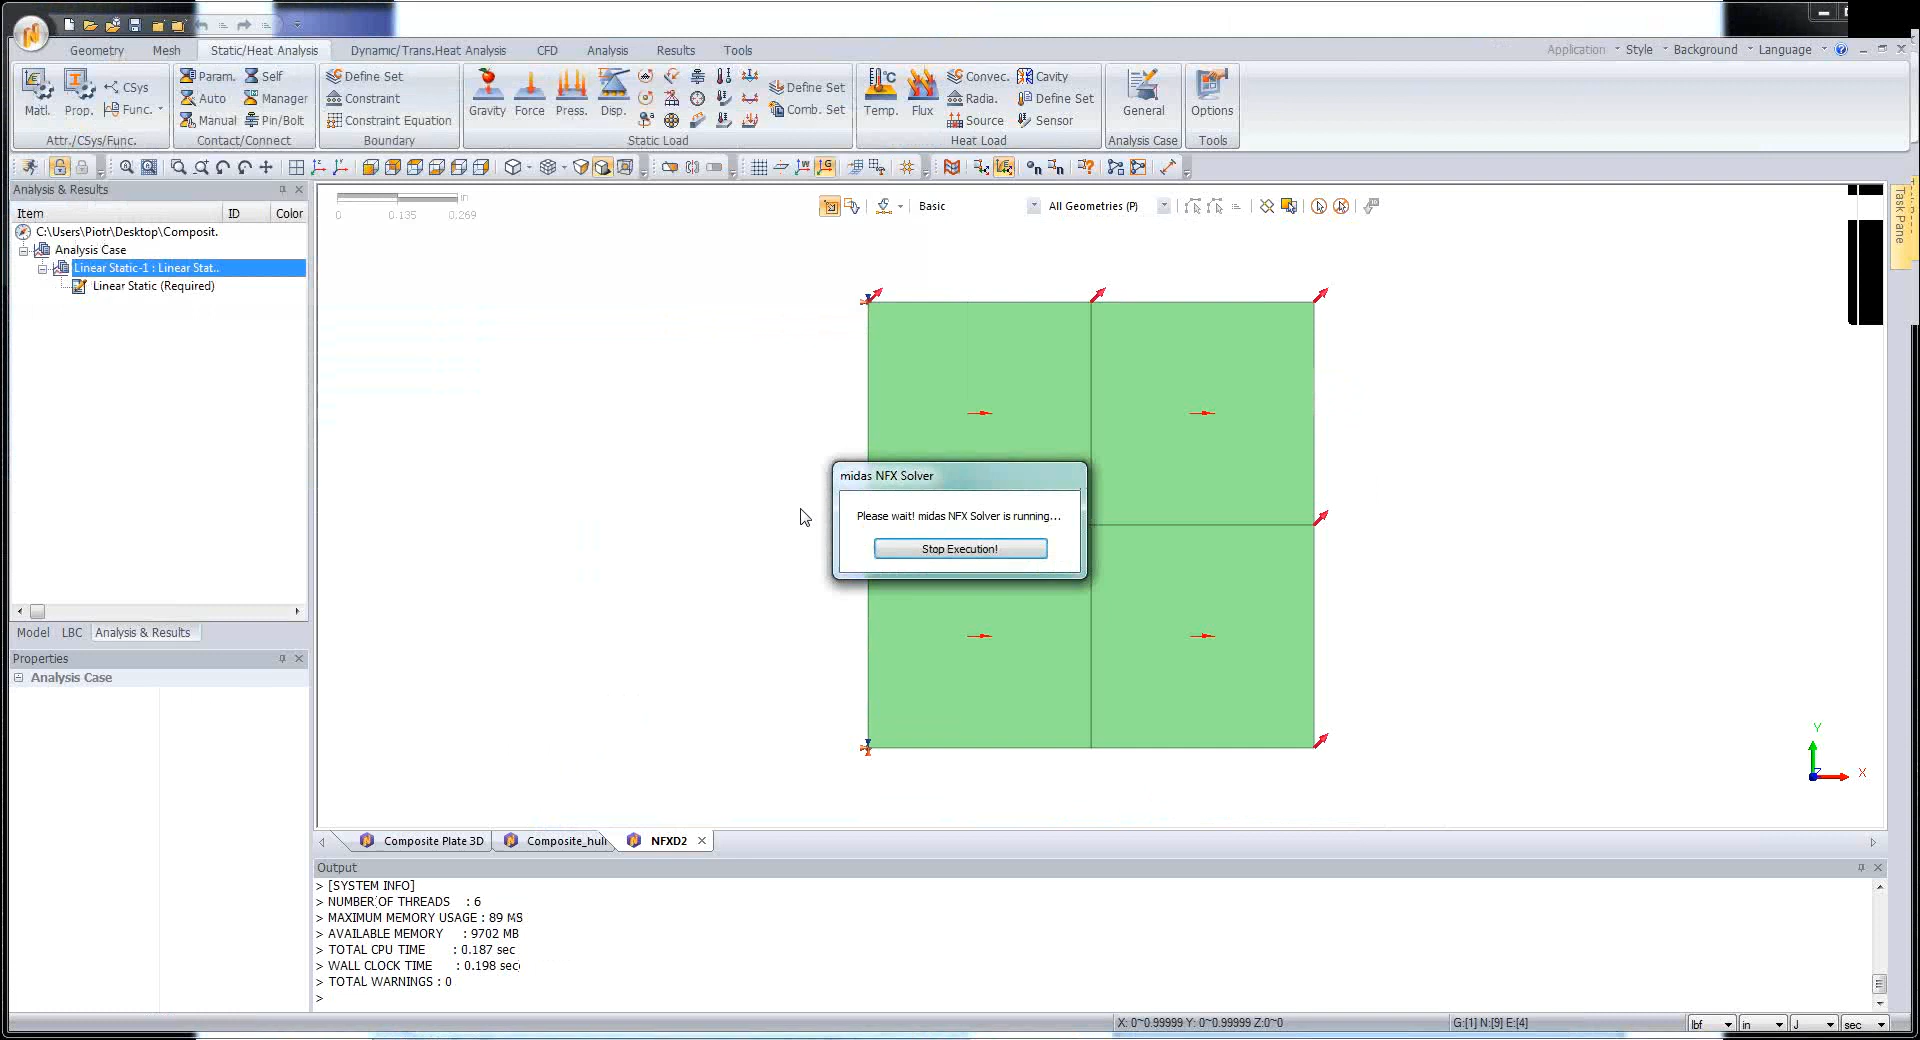 Geometry Mesh Static/Heat Analysis Dynamic/Trans.Heat Analysis CFD Analysis Results Tools
Application Style Background Language
Matl. Prop. CSys Func.
Attr./CSys/Func.
Param. Self
Auto Manager
Manual Pin/Bolt
Contact/Connect
Define Set
Constraint
Constraint Equation
Boundary
Gravity Force Press. Disp.
Define Set
Comb. Set
Static Load
Temp. Flux
Convec. Cavity
Radia. Define Set
Source Sensor
Heat Load
General
Analysis Case
Options
Tools
Analysis & Results
Item ID Color
C:\Users\Piotr\Desktop\Composit.
Analysis Case
Linear Static-1 : Linear Stat..
Linear Static (Required)
Model LBC Analysis & Results
Properties
Analysis Case
in
0 0.135 0.269
Basic All Geometries (P)
Task Pane
midas NFX Solver
Please wait! midas NFX Solver is running...
Stop Execution!
Y
Z
X
Composite Plate 3D Composite_hull NFXD2
Output
> [SYSTEM INFO]
> NUMBER OF THREADS : 6
> MAXIMUM MEMORY USAGE : 89 MB
> AVAILABLE MEMORY : 9702 MB
> TOTAL CPU TIME : 0.187 sec
> WALL CLOCK TIME : 0.198 sec
> TOTAL WARNINGS : 0
>
X: 0~0.99999 Y: 0~0.99999 Z:0~0 G:[1] N:[9] E:[4] lbf in J sec